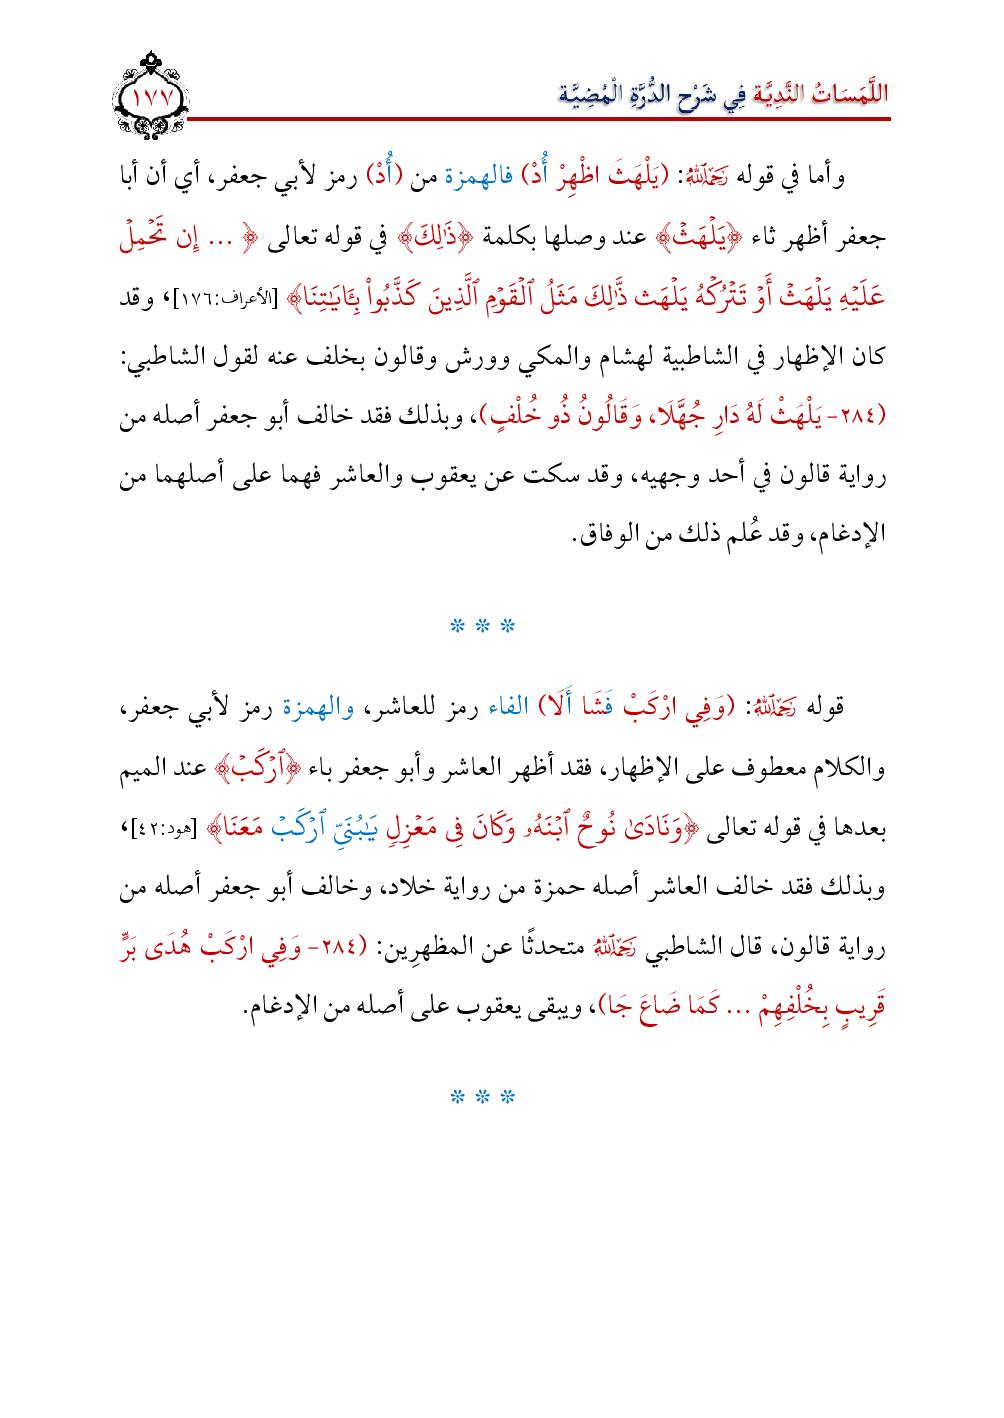 اللَّمَسَاتُ النَّدِيَّة فِي شَرْح الدُّرَّةِ الْمُضِيَّة
١٧٧
وأما في قوله رَحِمَهُ اللَّهُ: (يَلْهَثَ اظْهِرْ أُدْ) فالهمزة من (أُدْ) رمز لأبي جعفر، أي أن أبا
جعفر أظهر ثاء ﴿يَلۡهَثۡ﴾ عند وصلها بكلمة ﴿ذَٰلِكَ﴾ في قوله تعالى ﴿ ... إِن تَحۡمِلۡ
عَلَيۡهِ يَلۡهَثۡ أَوۡ تَتۡرُكۡهُ يَلۡهَث ذَّٰلِكَ مَثَلُ ٱلۡقَوۡمِ ٱلَّذِينَ كَذَّبُواْ بِـَٔايَٰتِنَا﴾ [الأعراف:١٧٦]، وقد
كان الإظهار في الشاطبية لهشام والمكي وورش وقالون بخلف عنه لقول الشاطبي:
(٢٨٤- يَلْهَثْ لَهُ دَارِ جُهَّلَا، وَقَالُونُ ذُو خُلْفٍ)، وبذلك فقد خالف أبو جعفر أصله من
رواية قالون في أحد وجهيه، وقد سكت عن يعقوب والعاشر فهما على أصلهما من
الإدغام، وقد عُلم ذلك من الوفاق.
* * *
قوله رَحِمَهُ اللَّهُ: (وَفِي ارْكَبْ فَشَا أَلَا) الفاء رمز للعاشر، والهمزة رمز لأبي جعفر،
والكلام معطوف على الإظهار، فقد أظهر العاشر وأبو جعفر باء ﴿ٱرۡكَبۡ﴾ عند الميم
بعدها في قوله تعالى ﴿وَنَادَىٰ نُوحٌ ٱبۡنَهُۥ وَكَانَ فِى مَعۡزِلٖ يَٰبُنَيِّ ٱرۡكَبۡ مَعَنَا﴾ [هود:٤٢]،
وبذلك فقد خالف العاشر أصله حمزة من رواية خلاد، وخالف أبو جعفر أصله من
رواية قالون، قال الشاطبي رَحِمَهُ اللَّهُ متحدثًا عن المظهرِين: (٢٨٤- وَفِي ارْكَبْ هُدَى بَرٍّ
قَرِيبٍ بِخُلْفِهِمْ ... كَمَا ضَاعَ جَا)، ويبقى يعقوب على أصله من الإدغام.
* * *